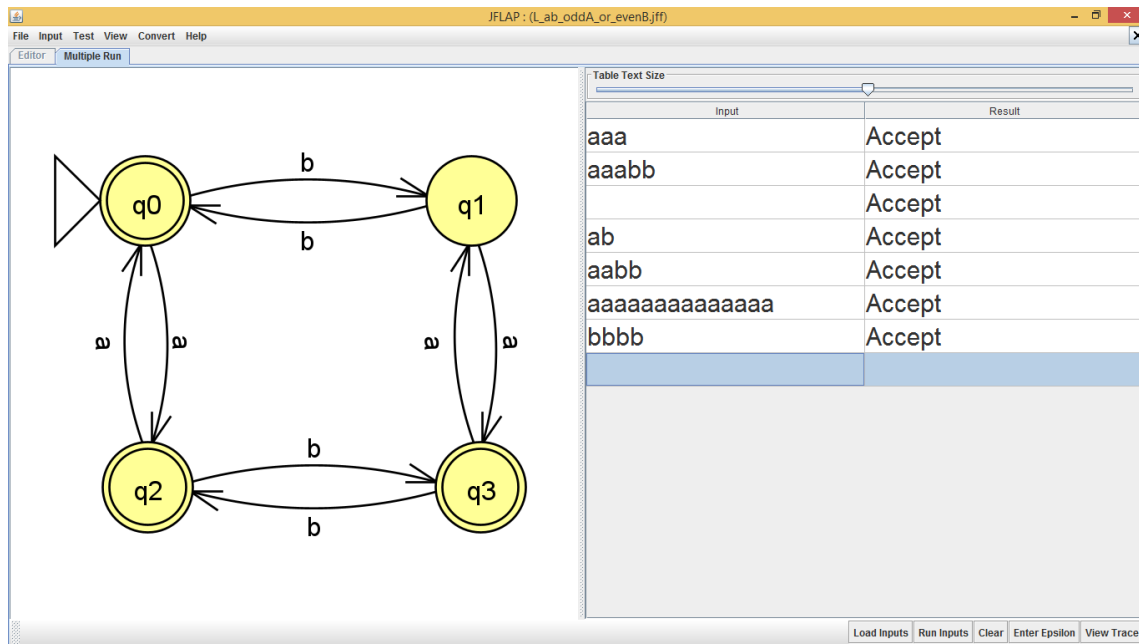 JFLAP : (L_ab_oddA_or_evenB.jff)
File Input Test View Convert Help
Editor Multiple Run
Table Text Size
Input Result
aaa Accept
aaabb Accept
Accept
ab Accept
aabb Accept
aaaaaaaaaaaaaa Accept
bbbb Accept
b
q0 q1
b
a a a a
b
q2 q3
b
Load Inputs Run Inputs Clear Enter Epsilon View Trace